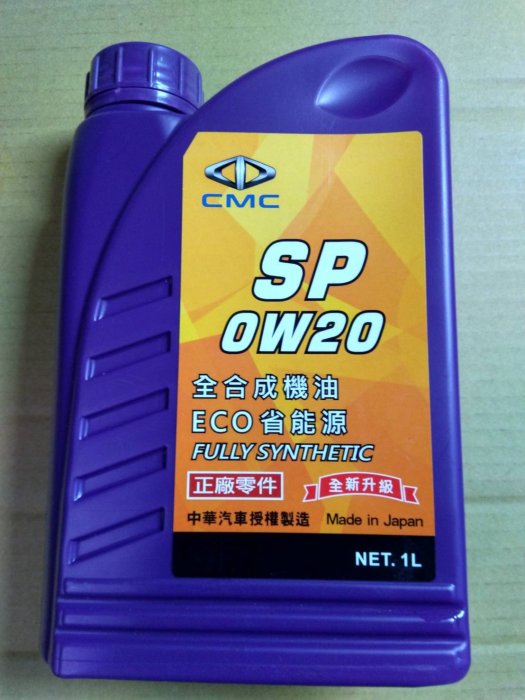 CMC
SP
0W20
全合成機油
ECO省能源
FULLY SYNTHETIC
正廠零件 全新升級
中華汽車授權製造 Made in Japan
NET. 1L